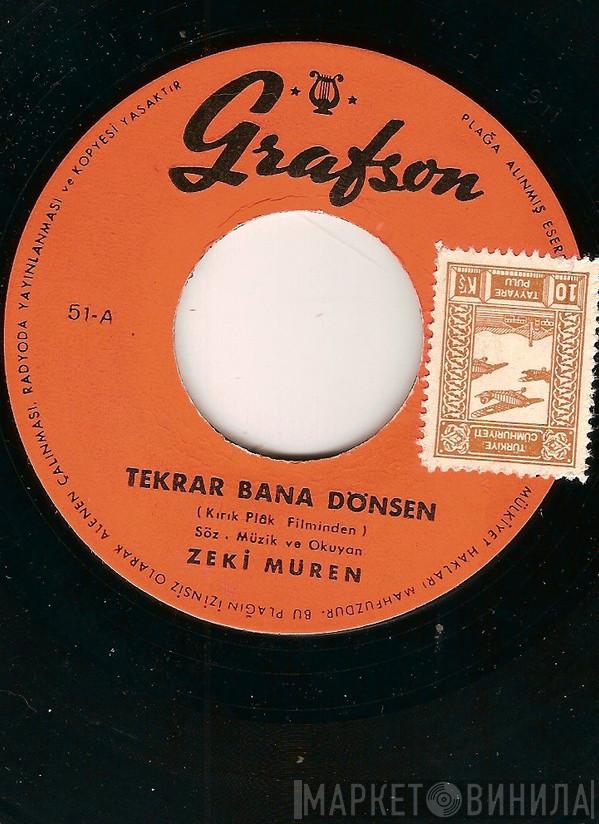 Grafson
PLAĞA ALINMIŞ ESER
MÜLKİYET HAKLARI MAHFUZDUR. BU PLAĞIN İZİNSİZ OLARAK ALENEN ÇALINMASI, RADYODA YAYINLANMASI ve KOPYESİ YASAKTIR
51-A
TEKRAR BANA DÖNSEN
(Kırık Plâk Filminden)
Söz, Müzik ve Okuyan
ZEKİ MÜREN
10 TAYYARE PULU Kş
TÜRKİYE
CÜMHURİYETİ
МАРКЕТ ВИНИЛА